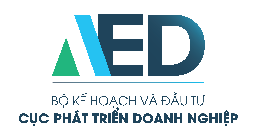 AED
BỘ KẾ HOẠCH VÀ ĐẦU TƯ
CỤC PHÁT TRIỂN DOANH NGHIỆP